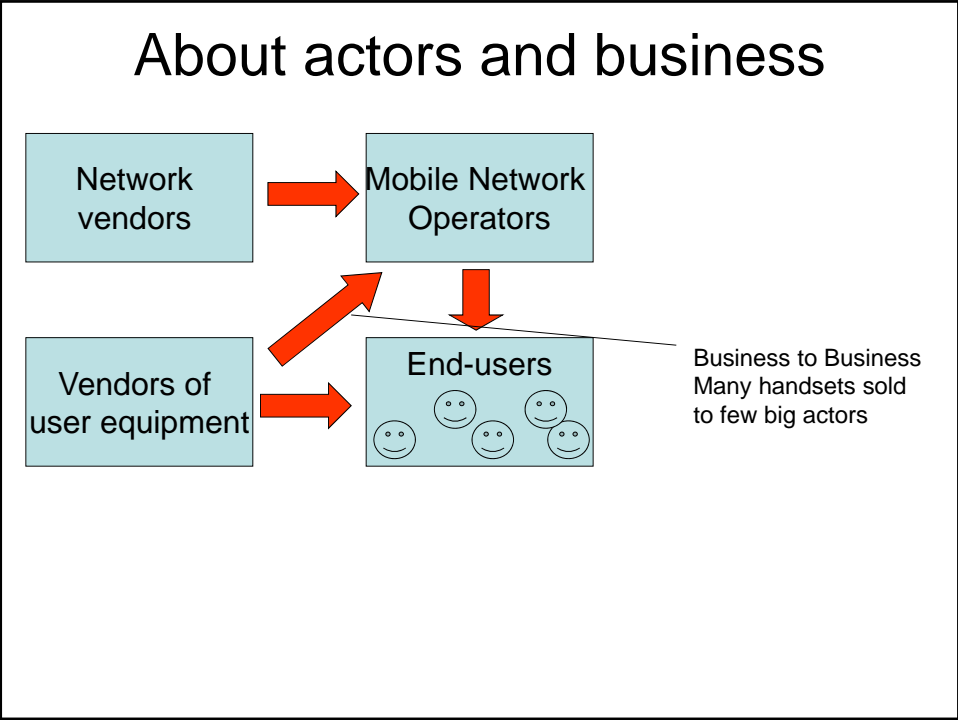 About actors and business
Network
vendors
Mobile Network
Operators
Vendors of
user equipment
End-users
Business to Business
Many handsets sold
to few big actors